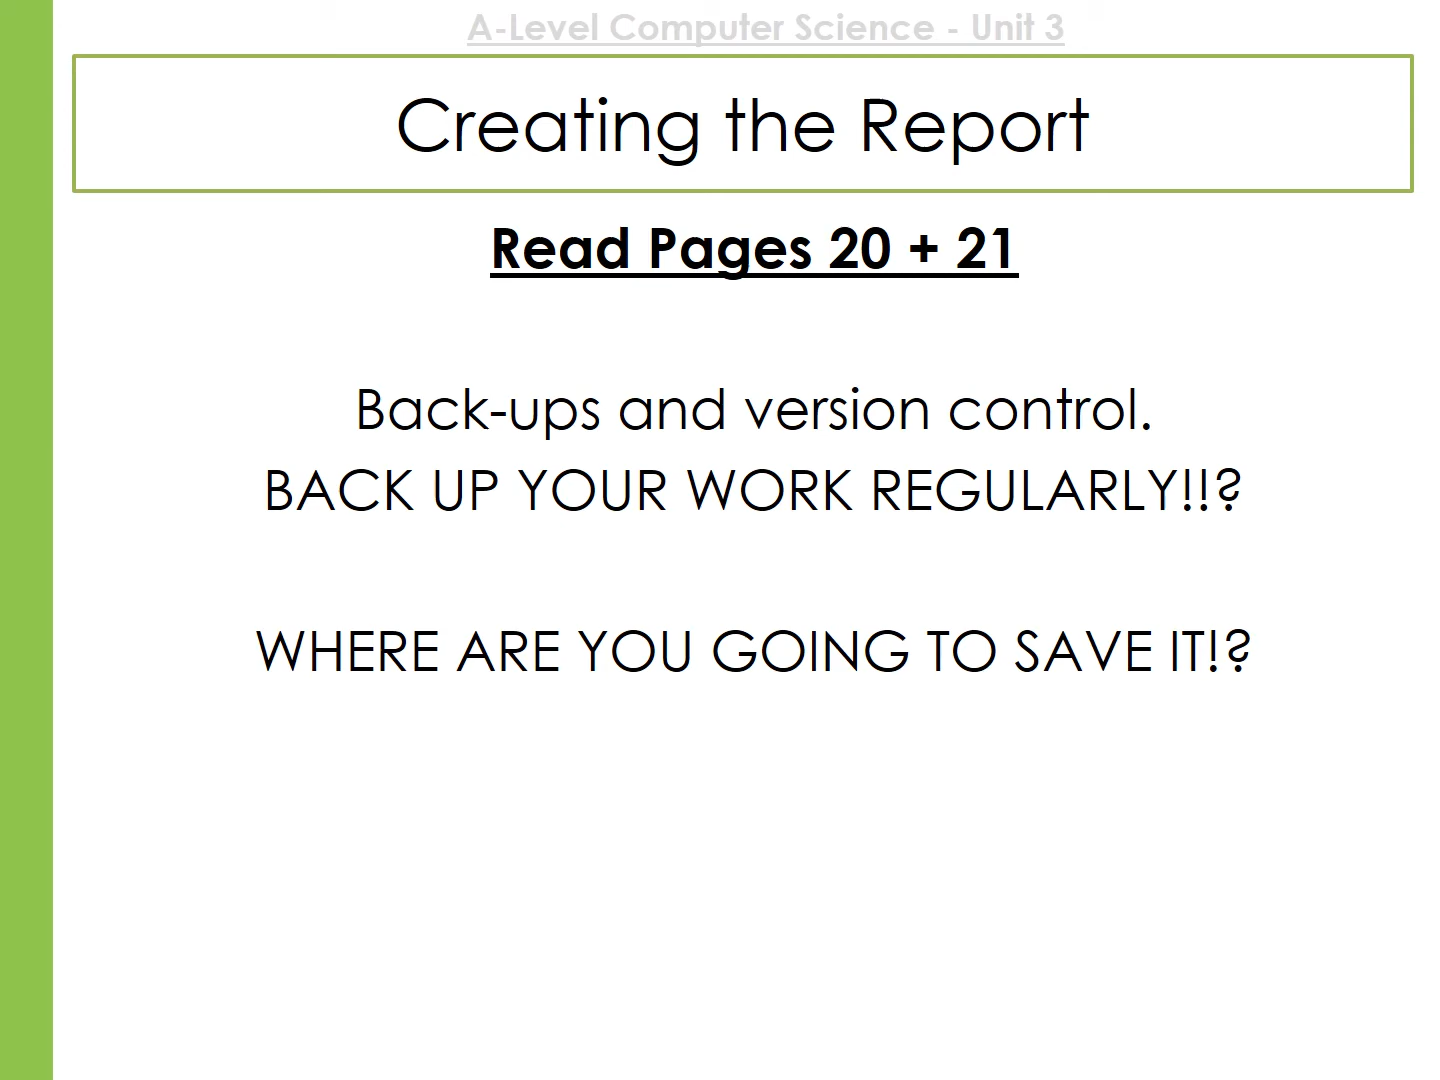 A-Level Computer Science - Unit 3
Creating the Report
Read Pages 20 + 21
Back-ups and version control.
BACK UP YOUR WORK REGULARLY!!?
WHERE ARE YOU GOING TO SAVE IT!?